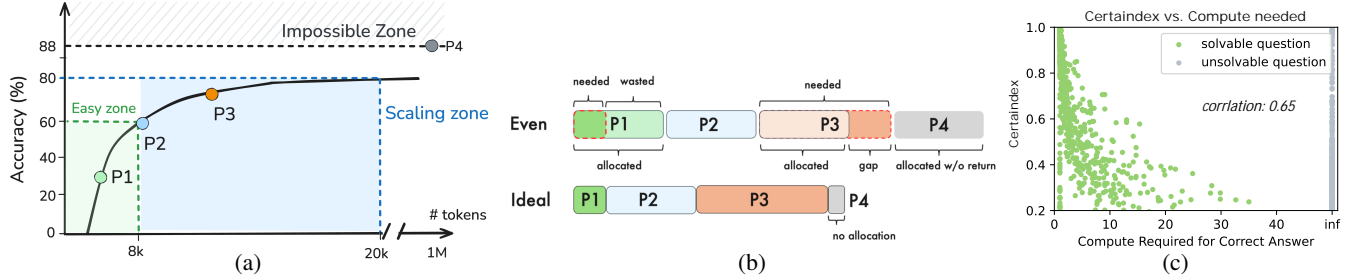 Impossible Zone
88
P4
80
Easy zone
Scaling zone
P3
60
P2
Accuracy (%)
40
P1
20
# tokens
0
8k
20k
1M
(a)
needed
wasted
needed
Even
P1
P2
P3
P4
allocated
allocated
gap
allocated w/o return
Ideal
P1
P2
P3
P4
no allocation
(b)
Certaindex vs. Compute needed
1.0
solvable question
unsolvable question
0.8
corrlation: 0.65
Certaindex
0.6
0.4
0.2
0
10
20
30
40
inf
Compute Required for Correct Answer
(c)